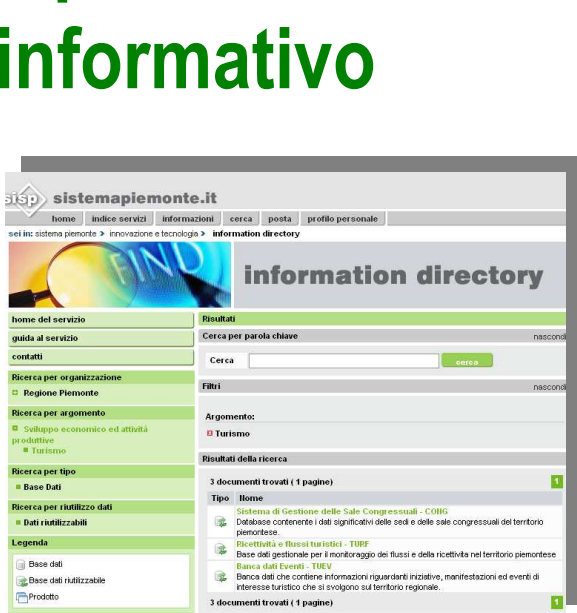 informativo
sisp sistemapiemonte.it
home indice servizi informazioni cerca posta profilo personale
sei in: sistema piemonte > innovazione e tecnologia > information directory
FIND
information directory
home del servizio
guida al servizio
contatti
Ricerca per organizzazione
Regione Piemonte
Ricerca per argomento
Sviluppo economico ed attività
produttive
Turismo
Ricerca per tipo
Base Dati
Ricerca per riutilizzo dati
Dati riutilizzabili
Legenda
Base dati
Base dati riutizzabile
Prodotto
Risultati
Cerca per parola chiave nascondi
Cerca cerca
Filtri nascondi
Argomento:
Turismo
Risultati della ricerca
3 documenti trovati ( 1 pagine) 1
Tipo Nome
Sistema di Gestione delle Sale Congressuali - CONG
Database contenente i dati significativi delle sedi e delle sale congressuali del territorio
piemontese.
Ricettività e flussi turistici - TURF
Base dati gestionale per il monitoraggio dei flussi e della ricettivita nel territorio piemontese
Banca dati Eventi - TUEV
Banca dati che contiene informazioni riguardanti iniziative, manifestazioni ed eventi di
interesse turistico che si svolgono sul territorio regionale.
3 documenti trovati ( 1 pagine) 1